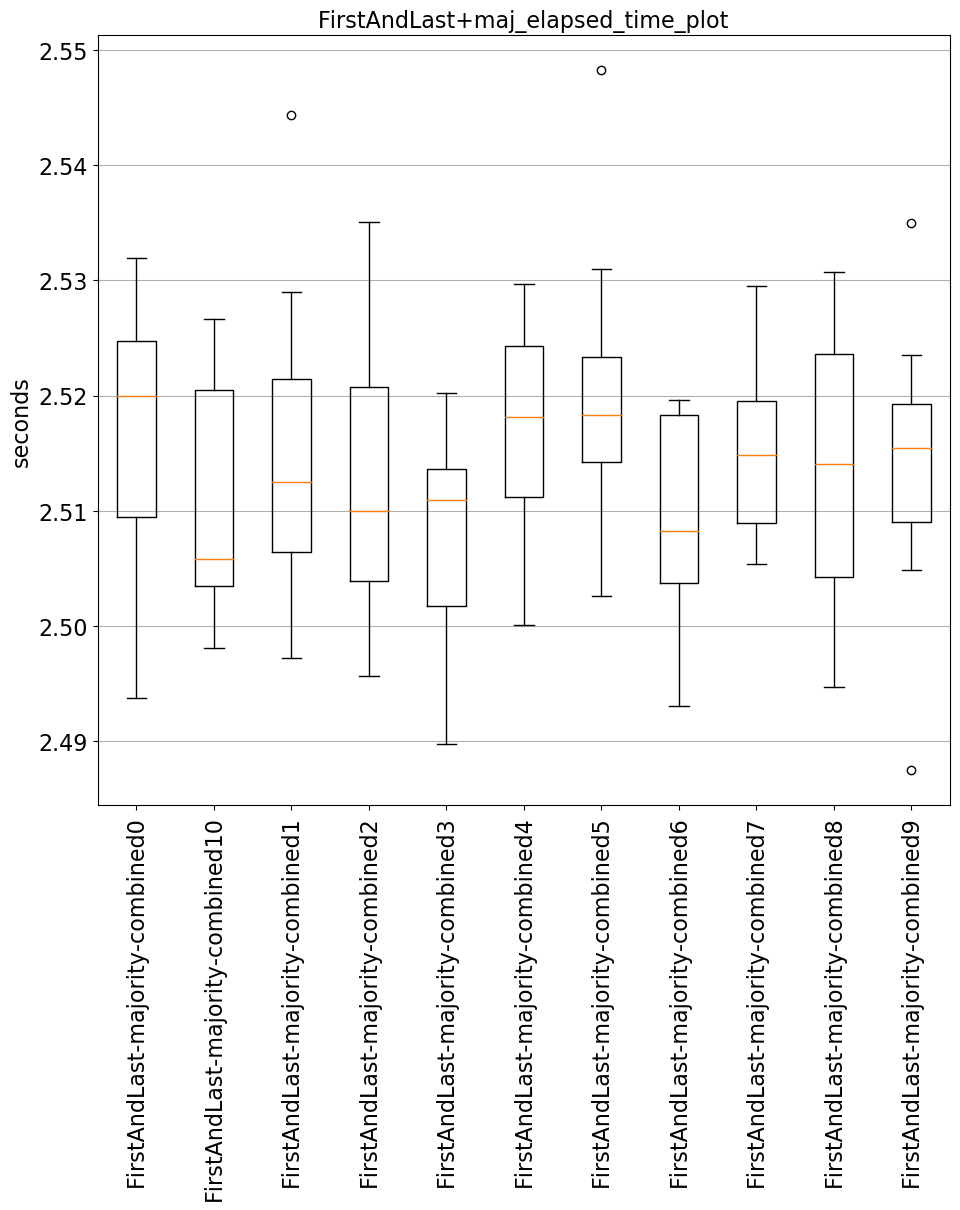 FirstAndLast+maj_elapsed_time_plot
2.55
2.54
2.53
2.52
2.51
2.50
2.49
seconds
FirstAndLast-majority-combined0
FirstAndLast-majority-combined10
FirstAndLast-majority-combined1
FirstAndLast-majority-combined2
FirstAndLast-majority-combined3
FirstAndLast-majority-combined4
FirstAndLast-majority-combined5
FirstAndLast-majority-combined6
FirstAndLast-majority-combined7
FirstAndLast-majority-combined8
FirstAndLast-majority-combined9